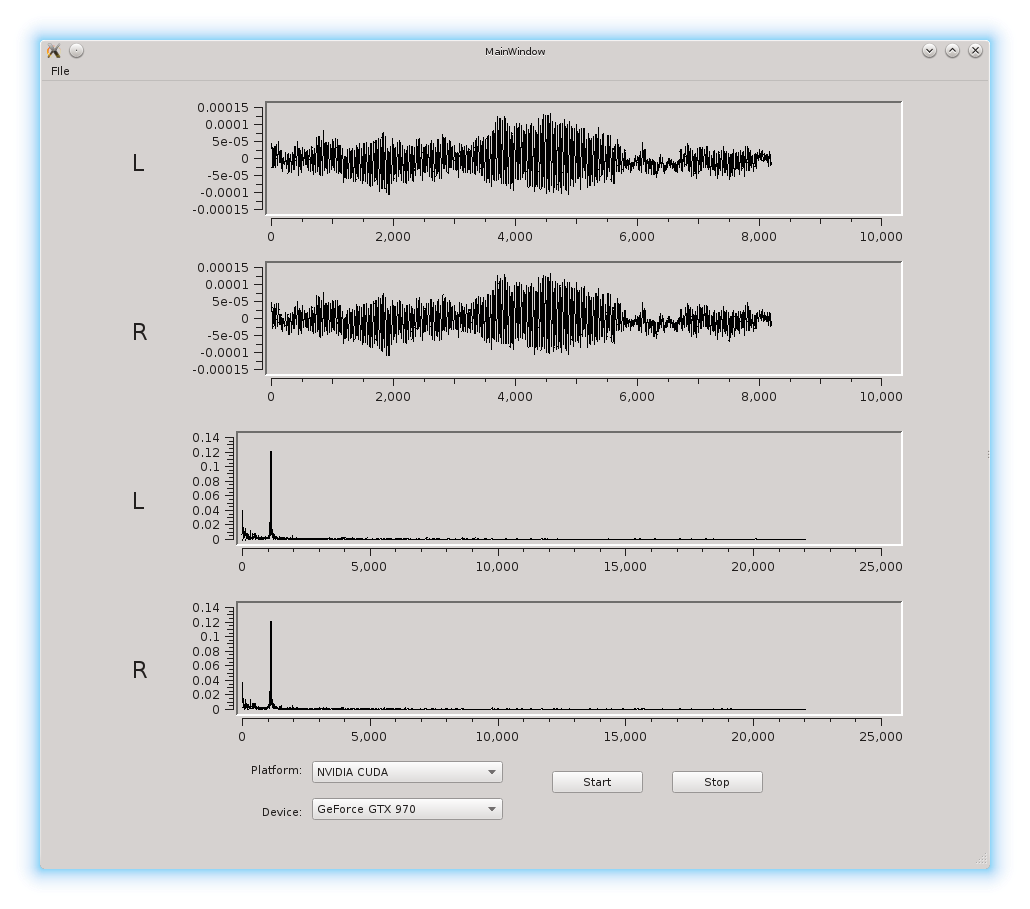 MainWindow
FIle
L
0.00015
0.0001
5e-05
0
-5e-05
-0.0001
-0.00015
0 2,000 4,000 6,000 8,000 10,000
R
0.00015
0.0001
5e-05
0
-5e-05
-0.0001
-0.00015
0 2,000 4,000 6,000 8,000 10,000
L
0.14
0.12
0.1
0.08
0.06
0.04
0.02
0
0 5,000 10,000 15,000 20,000 25,000
R
0.14
0.12
0.1
0.08
0.06
0.04
0.02
0
0 5,000 10,000 15,000 20,000 25,000
Platform: NVIDIA CUDA Start Stop
Device: GeForce GTX 970